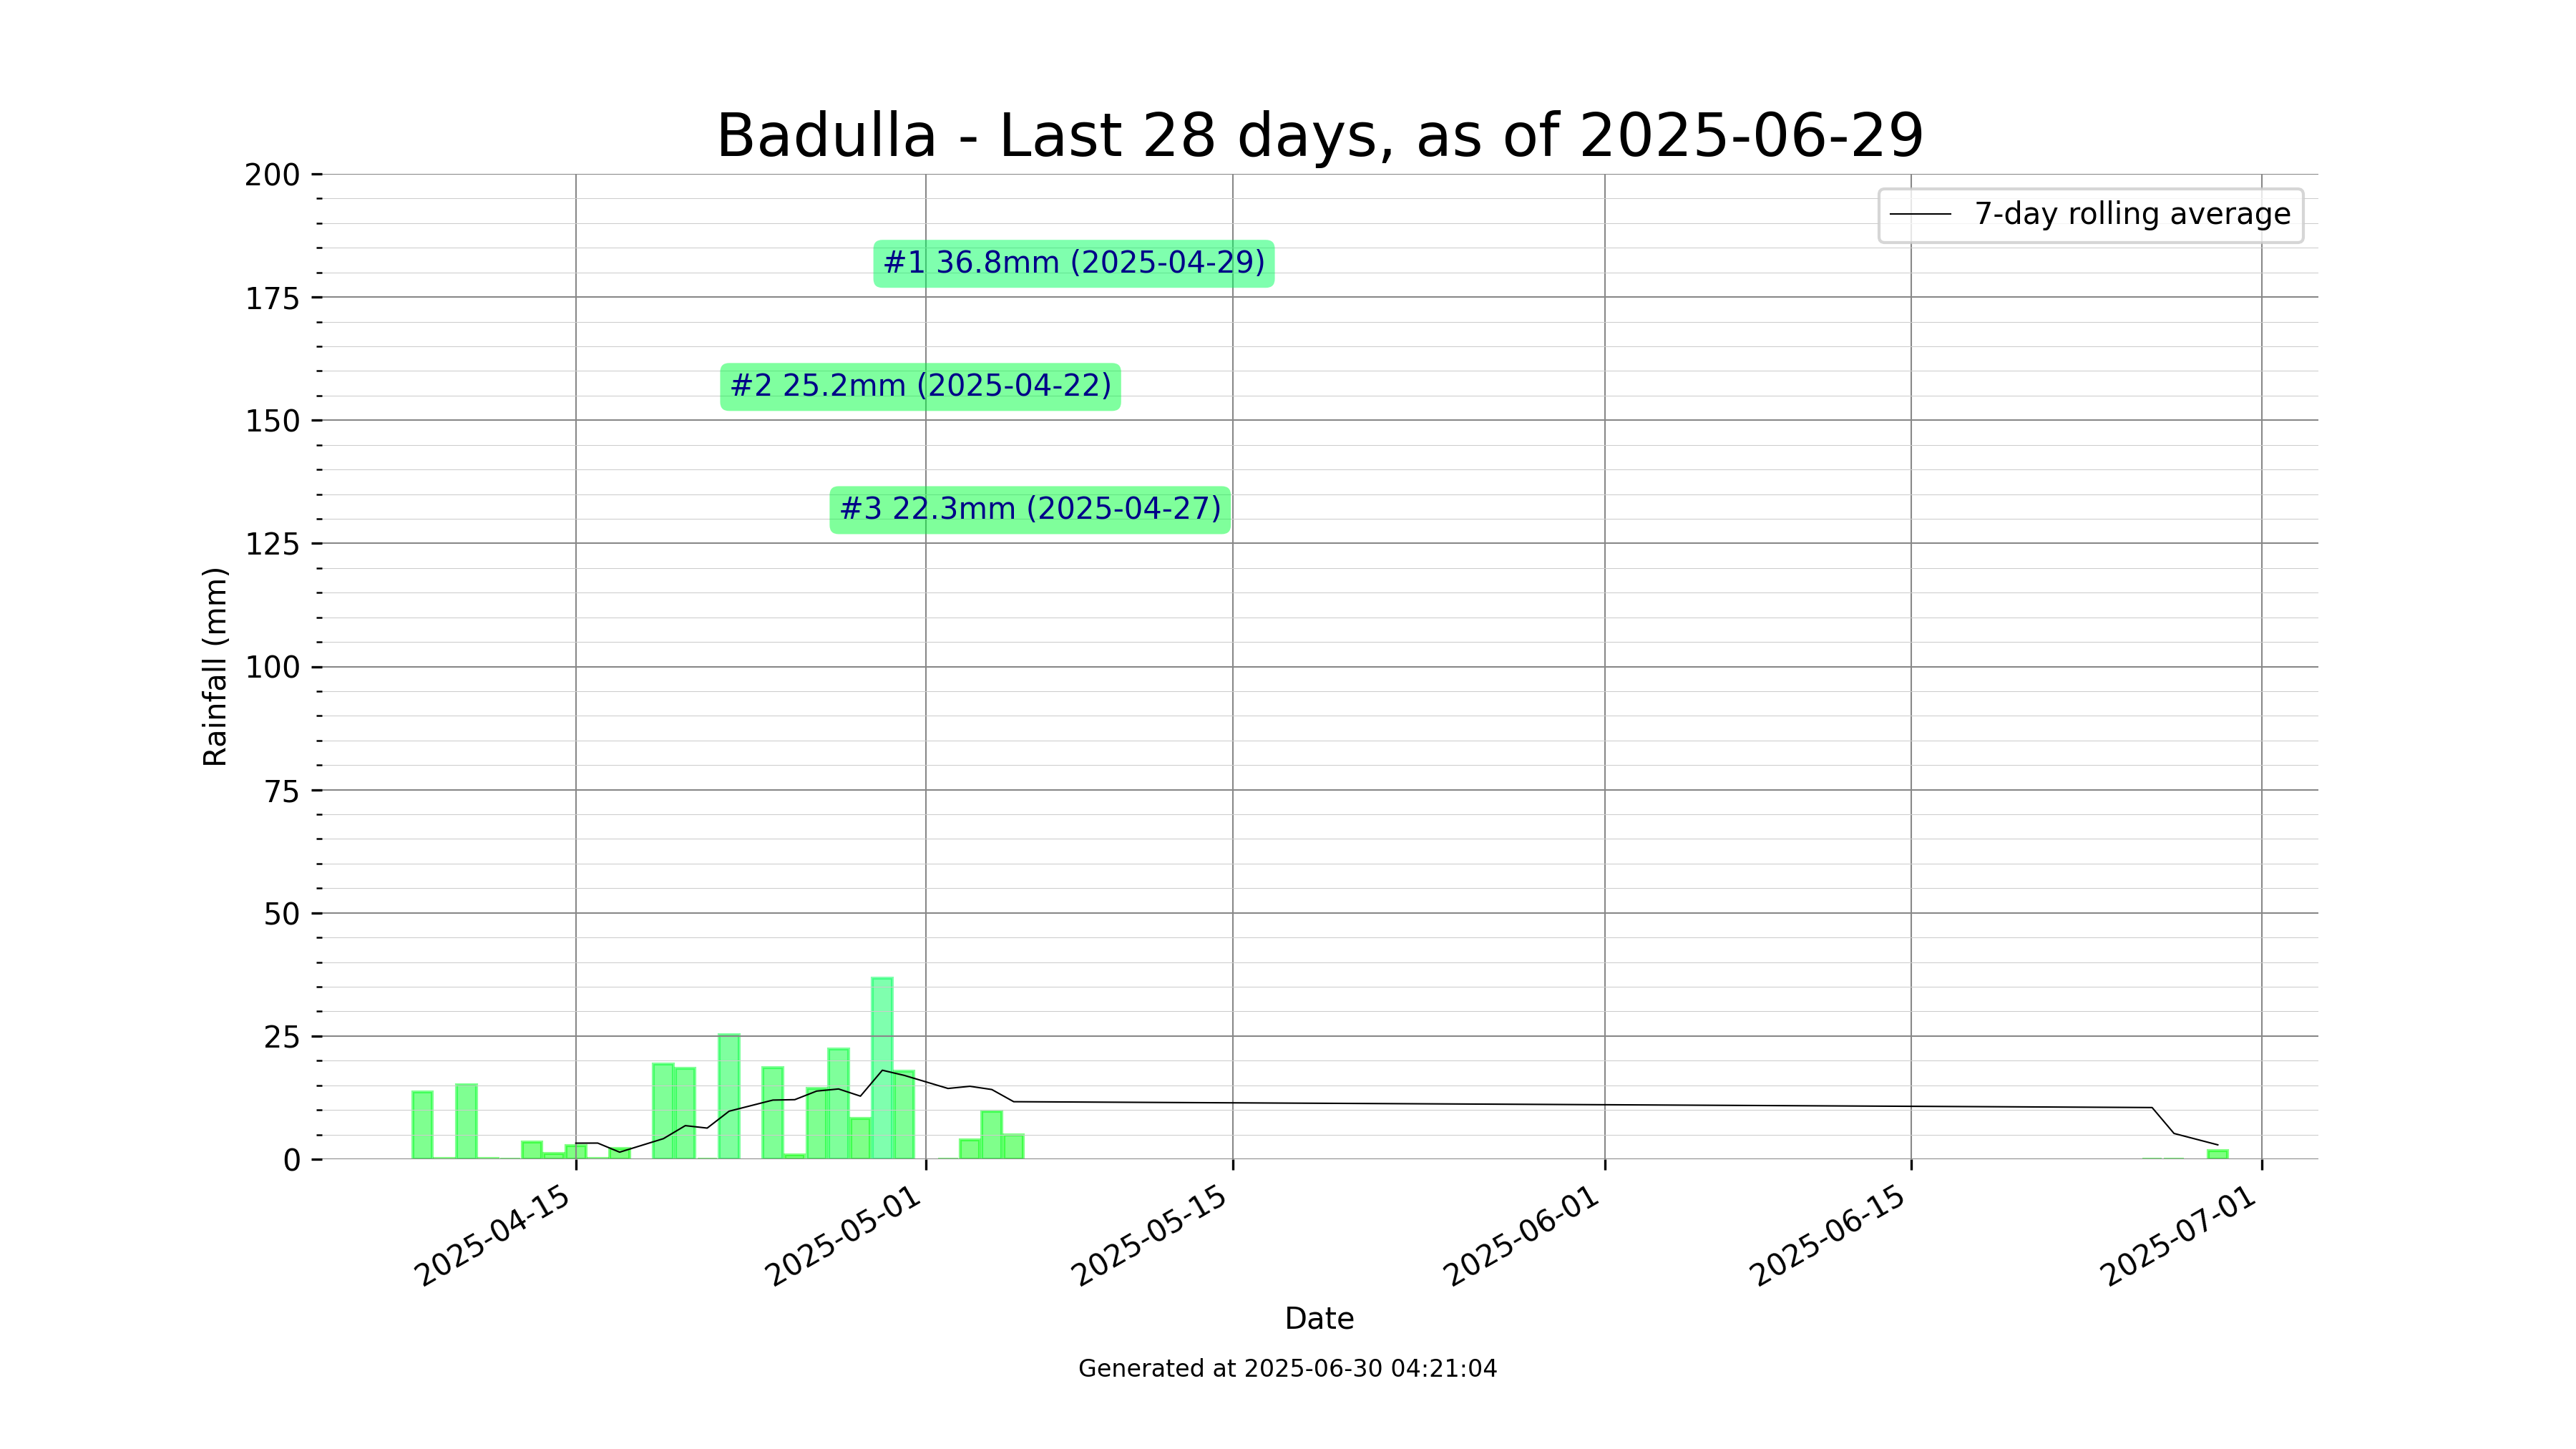 Badulla - Last 28 days, as of 2025-06-29
7-day rolling average
#1 36.8mm (2025-04-29)
#2 25.2mm (2025-04-22)
#3 22.3mm (2025-04-27)
Rainfall (mm)
200
175
150
125
100
75
50
25
0
2025-04-15
2025-05-01
2025-05-15
2025-06-01
2025-06-15
2025-07-01
Date
Generated at 2025-06-30 04:21:04